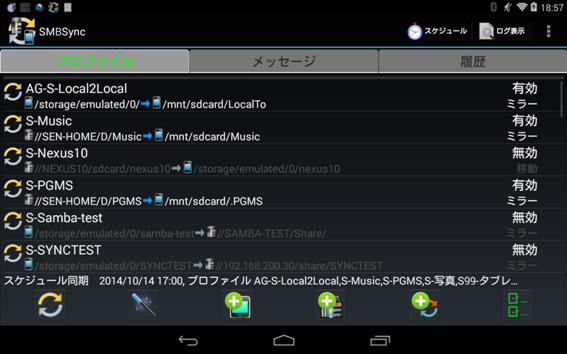 18:57
SMBSync
スケジュール
ログ表示
プロファイル
メッセージ
履歴
AG-S-Local2Local 有効
/storage/emulated/0/ /mnt/sdcard/LocalTo ミラー
S-Music 有効
//SEN-HOME/D/Music /mnt/sdcard/Music ミラー
S-Nexus10 無効
//NEXUS10/sdcard/nexus10 /storage/emulated/0/nexus10 移動
S-PGMS 有効
//SEN-HOME/D/PGMS /mnt/sdcard/.PGMS ミラー
S-Samba-test 無効
/storage/emulated/0/samba-test //SAMBA-TEST/Share/ ミラー
S-SYNCTEST 無効
/storage/emulated/0/SYNCTEST //192.168.200.30/share/SYNCTEST ミラー
スケジュール同期 2014/10/14 17:00, プロファイル AG-S-Local2Local,S-Music,S-PGMS,S-写真,S99-タブレ...